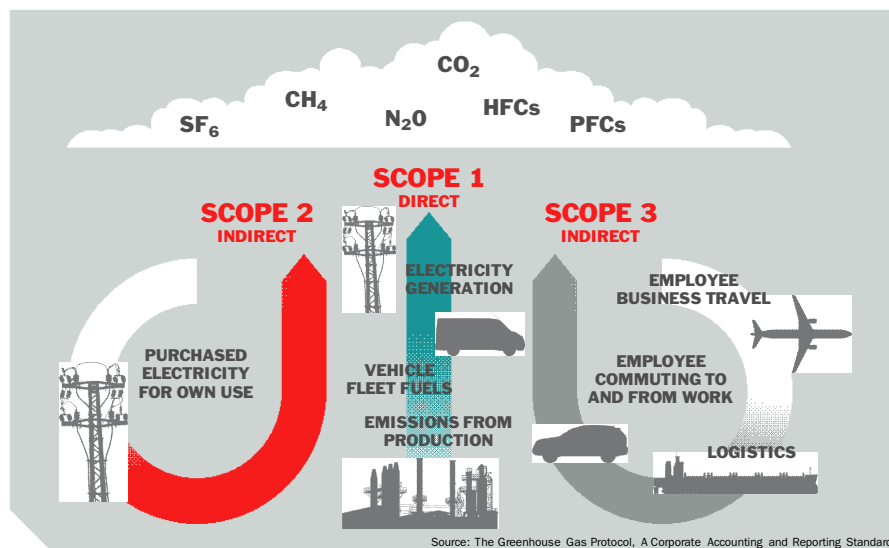 CO₂
CH₄
HFCs
N₂0
SF₆
PFCs
SCOPE 1
DIRECT
SCOPE 2
INDIRECT
SCOPE 3
INDIRECT
ELECTRICITY
GENERATION
EMPLOYEE
BUSINESS TRAVEL
PURCHASED
ELECTRICITY
FOR OWN USE
VEHICLE
FLEET FUELS
EMPLOYEE
COMMUTING TO
AND FROM WORK
EMISSIONS FROM
PRODUCTION
LOGISTICS
Source: The Greenhouse Gas Protocol, A Corporate Accounting and Reporting Standard